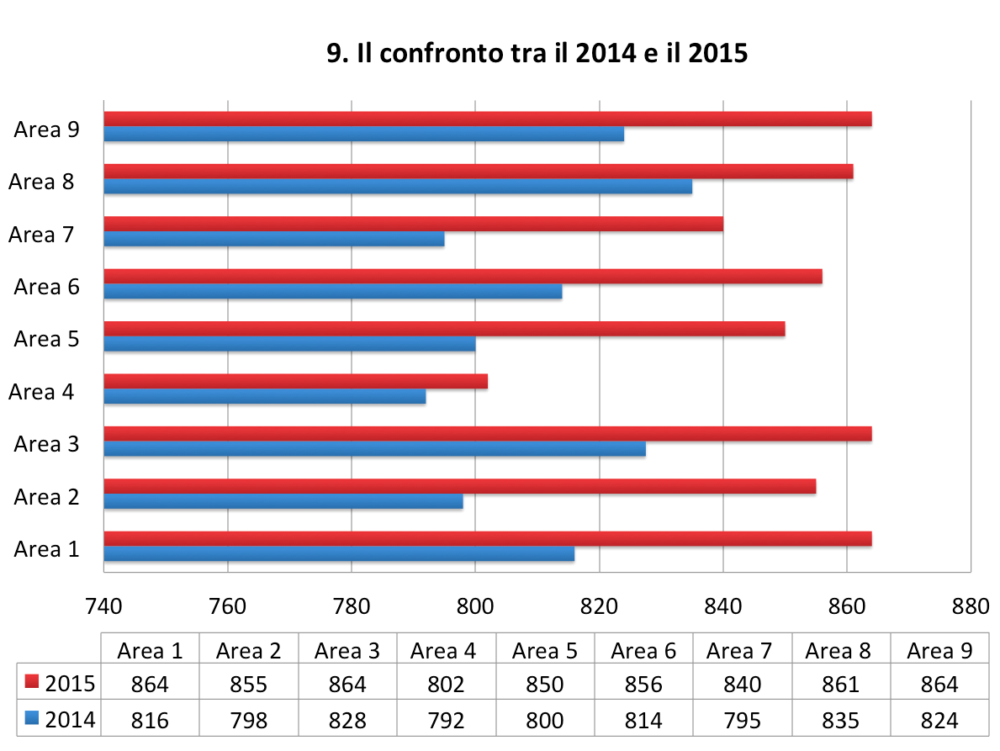 9. Il confronto tra il 2014 e il 2015
Area 9
Area 8
Area 7
Area 6
Area 5
Area 4
Area 3
Area 2
Area 1
740 760 780 800 820 840 860 880
Area 1 Area 2 Area 3 Area 4 Area 5 Area 6 Area 7 Area 8 Area 9
2015 864 855 864 802 850 856 840 861 864
2014 816 798 828 792 800 814 795 835 824